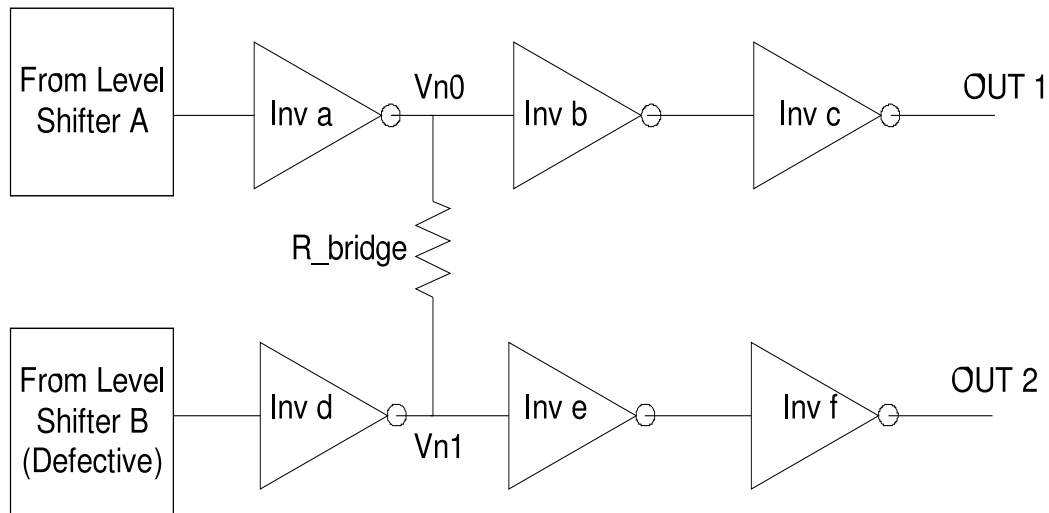 From Level
Shifter A
Inv a
Vn0
Inv b
Inv c
OUT 1
R_bridge
From Level
Shifter B
(Defective)
Inv d
Vn1
Inv e
Inv f
OUT 2